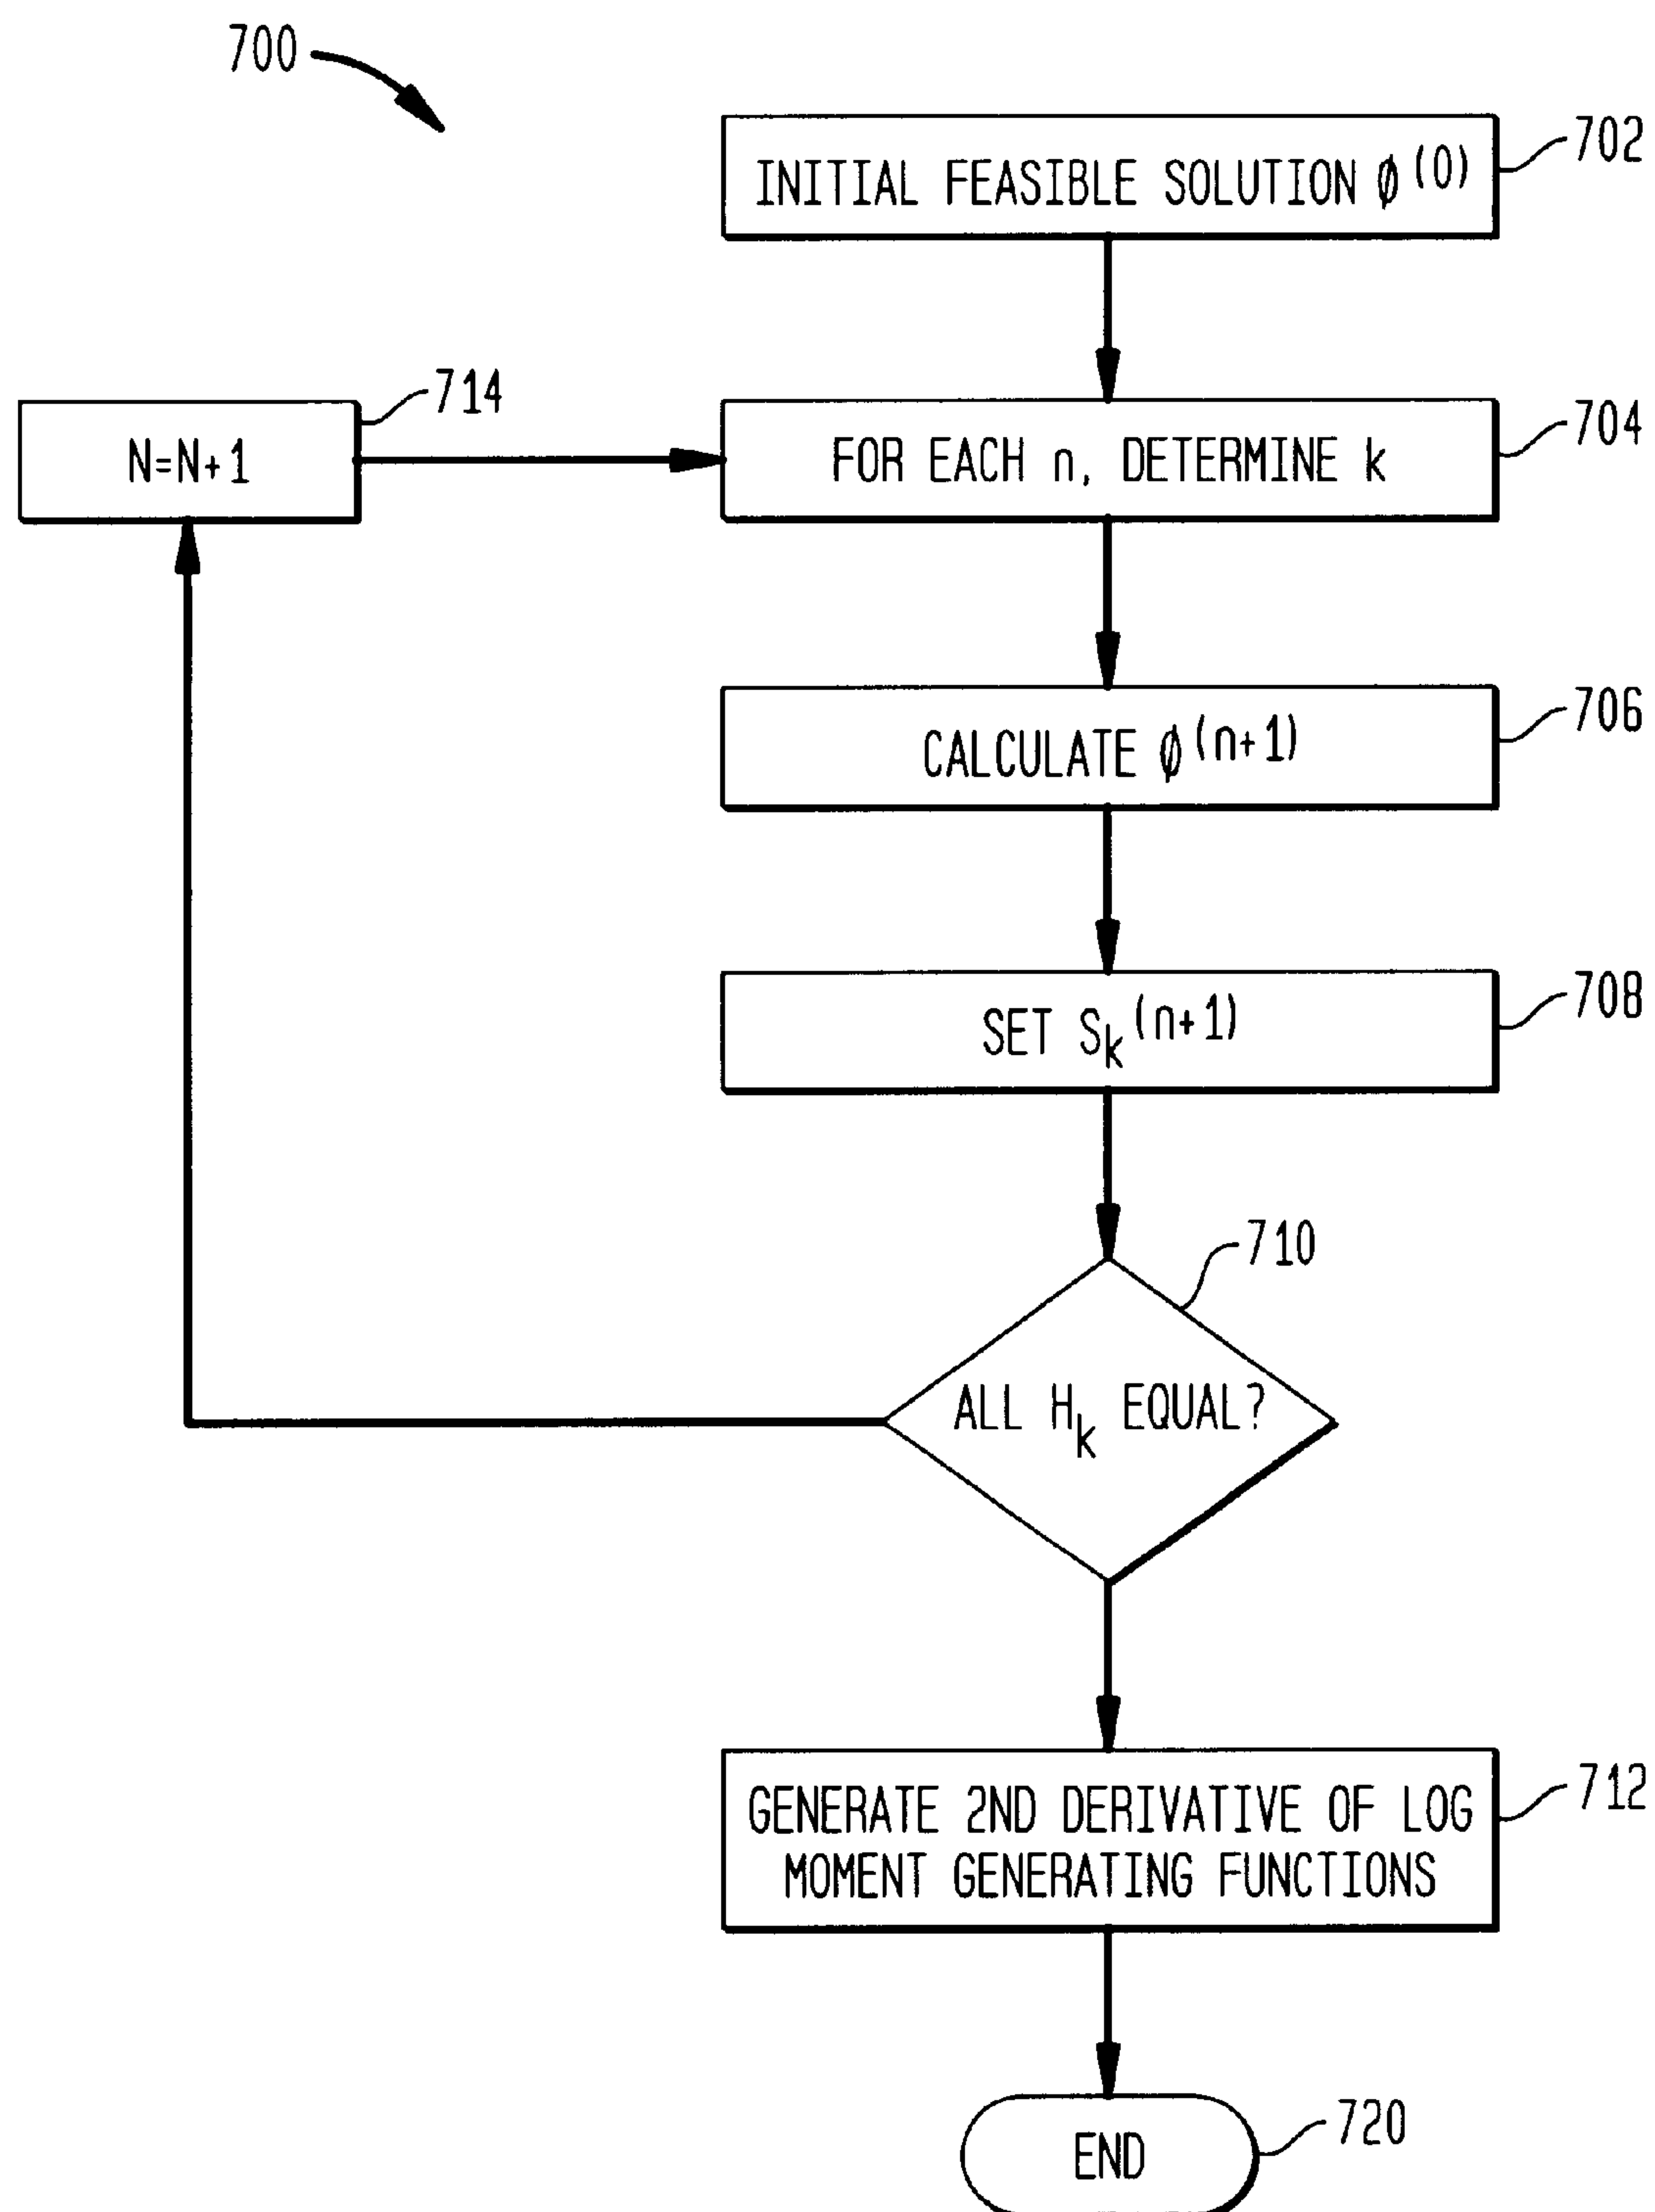 700
INITIAL FEASIBLE SOLUTION ϕ(0)
702
N=N+1
714
FOR EACH n, DETERMINE k
704
CALCULATE ϕ(n+1)
706
SET Sk(n+1)
708
ALL Hk EQUAL?
710
GENERATE 2ND DERIVATIVE OF LOG
MOMENT GENERATING FUNCTIONS
712
END
720